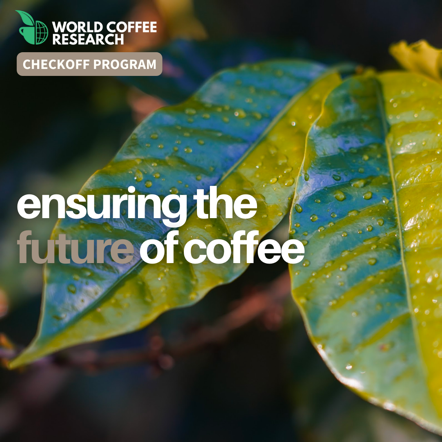 WORLD COFFEE
RESEARCH
CHECKOFF PROGRAM
ensuring the
future of coffee